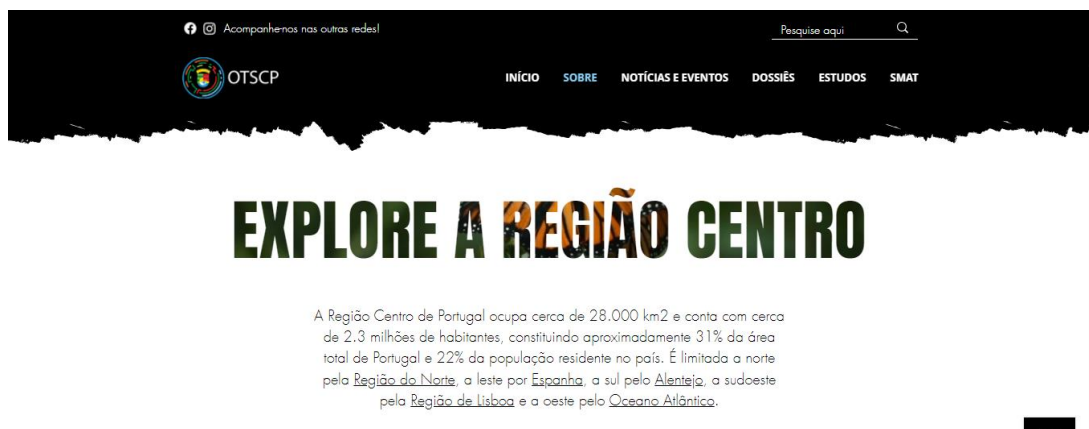 Acompanhe-nos nas outras redes!
Pesquise aqui
OTSCP
INÍCIO SOBRE NOTÍCIAS E EVENTOS DOSSIÊS ESTUDOS SMAT
EXPLORE A REGIÃO CENTRO
A Região Centro de Portugal ocupa cerca de 28.000 km2 e conta com cerca
de 2.3 milhões de habitantes, constituindo aproximadamente 31% da área
total de Portugal e 22% da população residente no país. É limitada a norte
pela Região do Norte, a leste por Espanha, a sul pelo Alentejo, a sudoeste
pela Região de Lisboa e a oeste pelo Oceano Atlântico.